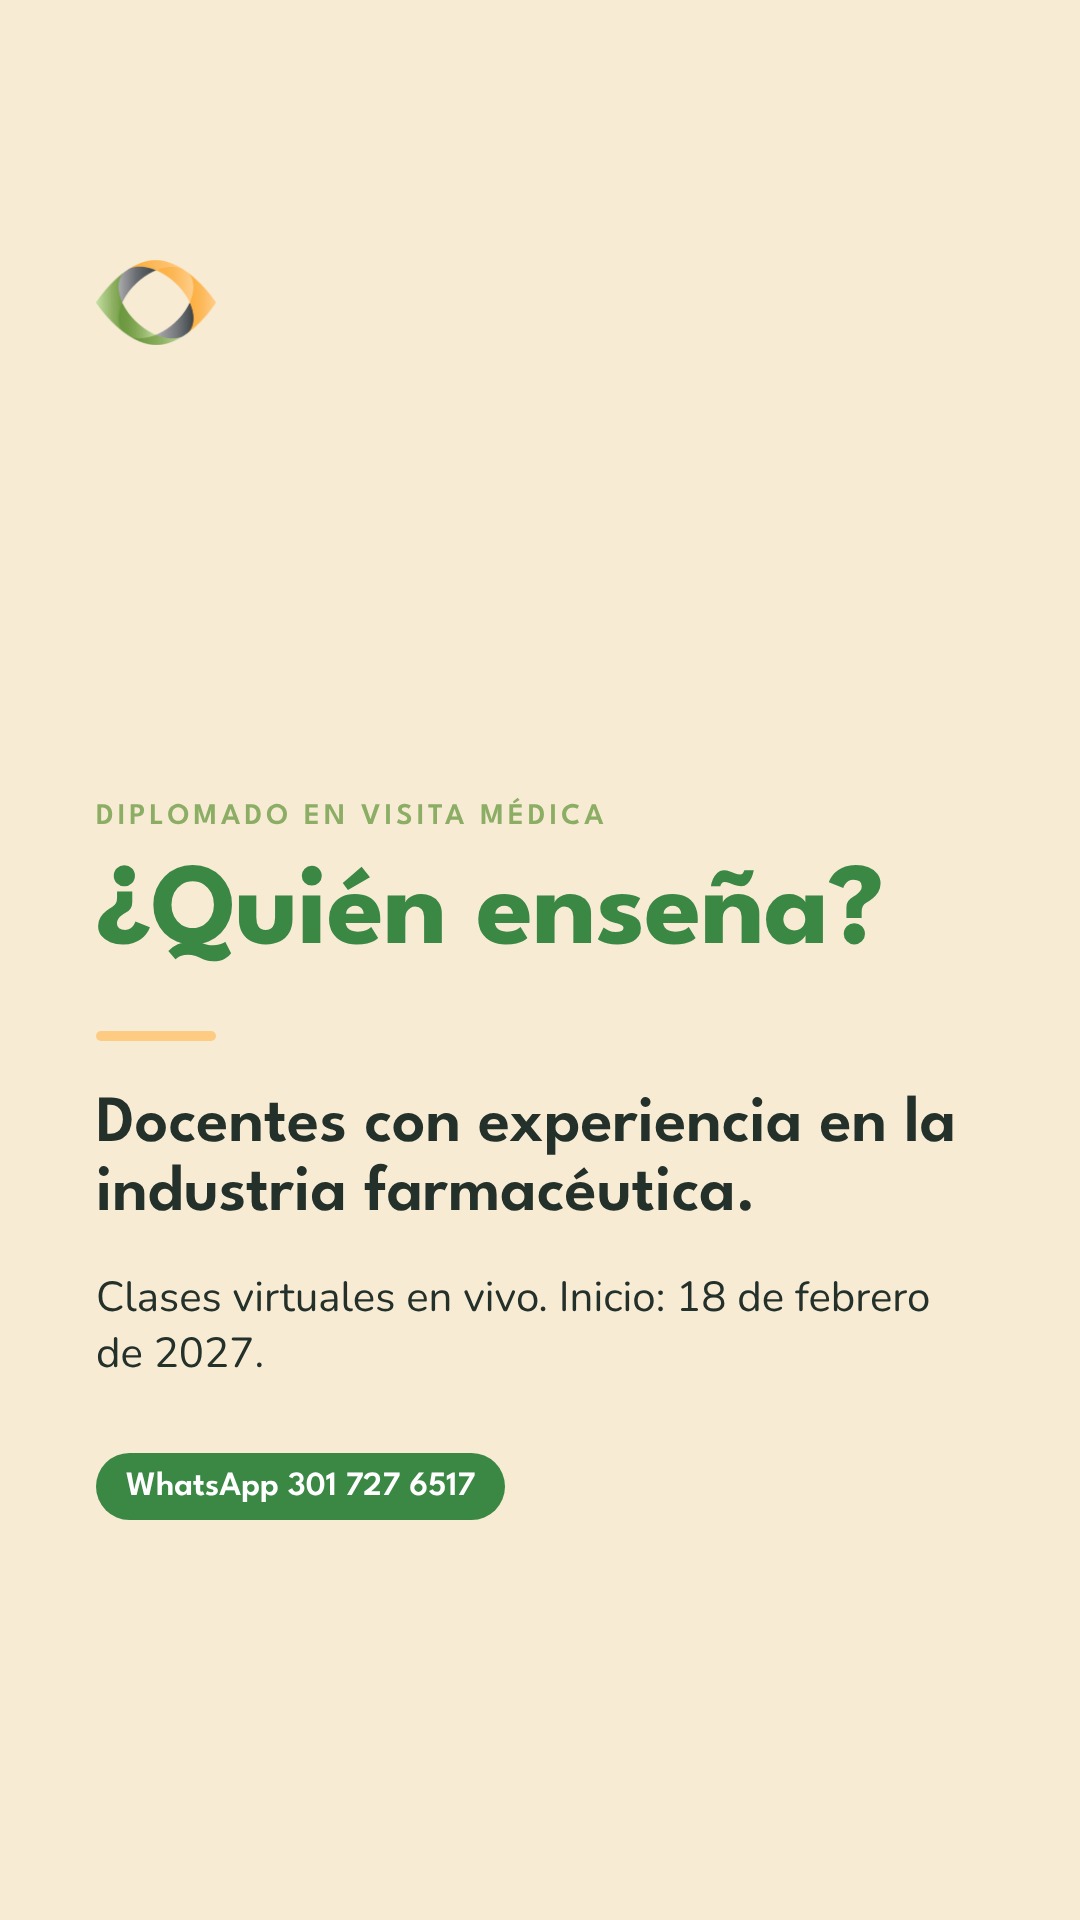 DIPLOMADO EN VISITA MÉDICA
¿Quién enseña?
Docentes con experiencia en la
industria farmacéutica.
Clases virtuales en vivo. Inicio: 18 de febrero
de 2027.
WhatsApp 301 727 6517